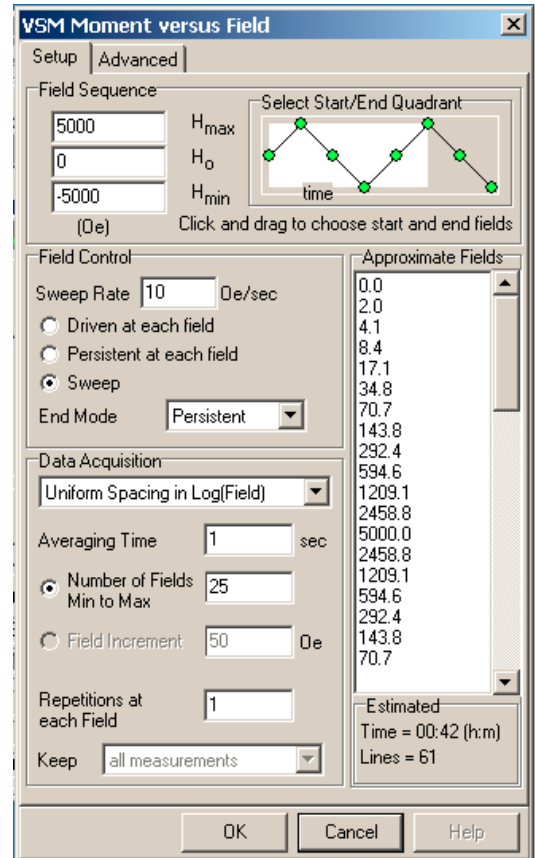 VSM Moment versus Field
Setup
Advanced
Field Sequence
5000
Hmax
0
Ho
-5000
Hmin
(Oe)
Select Start/End Quadrant
time
Click and drag to choose start and end fields
Field Control
Sweep Rate 10 Oe/sec
Driven at each field
Persistent at each field
Sweep
End Mode Persistent
Data Acquisition
Uniform Spacing in Log(Field)
Averaging Time 1 sec
Number of Fields
Min to Max
25
Field Increment 50 Oe
Repetitions at
each Field
1
Keep all measurements
Approximate Fields
0.0
2.0
4.1
8.4
17.1
34.8
70.7
143.8
292.4
594.6
1209.1
2458.8
5000.0
2458.8
1209.1
594.6
292.4
143.8
70.7
Estimated
Time = 00:42 (h:m)
Lines = 61
OK
Cancel
Help